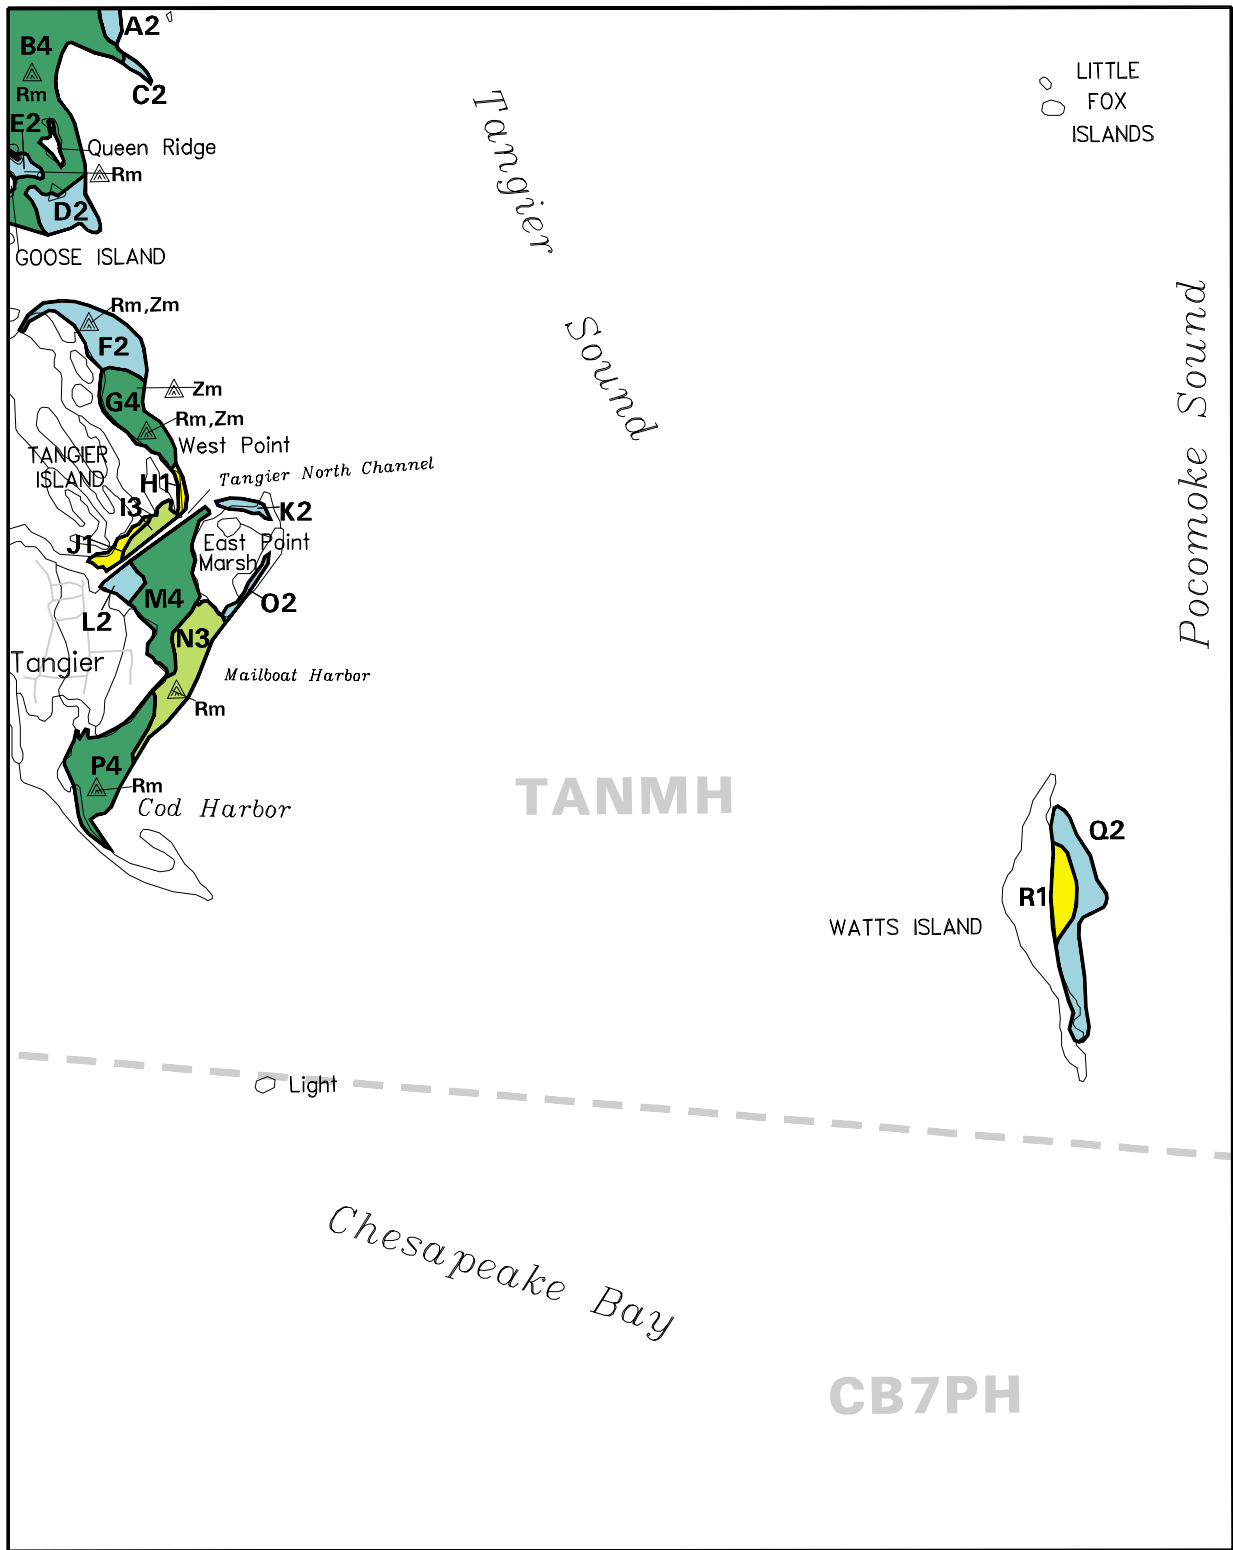 A2
B4
Rm
C2
E2
Queen Ridge
Rm
D2
GOOSE ISLAND
LITTLE
FOX
ISLANDS
Tangier
Sound
Pocomoke Sound
Rm,Zm
F2
Zm
G4
Rm,Zm
West Point
TANGIER
ISLAND
Tangier North Channel
H1
I3
K2
J1
East Point
Marsh
M4
O2
L2
N3
Tangier
Mailboat Harbor
Rm
P4
Rm
Cod Harbor
TANMH
Q2
R1
WATTS ISLAND
Light
Chesapeake Bay
CB7PH